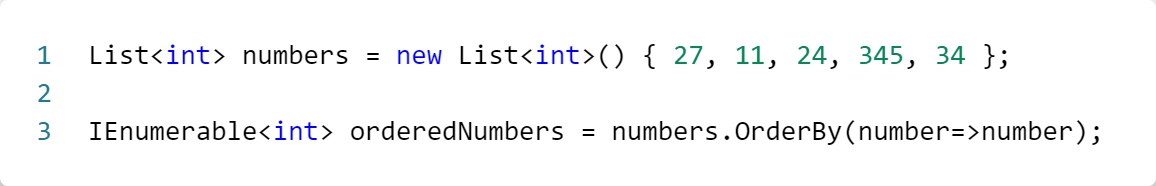 1 List<int> numbers = new List<int>() { 27, 11, 24, 345, 34 };
2
3 IEnumerable<int> orderedNumbers = numbers.OrderBy(number=>number);